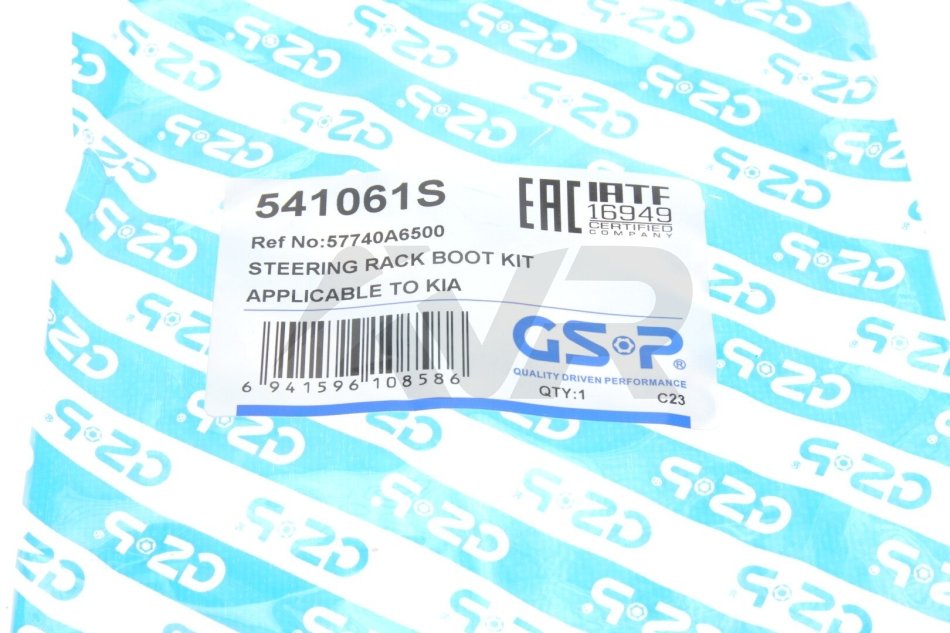 541061S
Ref No:57740A6500
STEERING RACK BOOT KIT
APPLICABLE TO KIA
EAC
IATF
16949
CERTIFIED
COMPANY
6 941596 108586
GSP®
QUALITY DRIVEN PERFORMANCE
QTY:1
C23